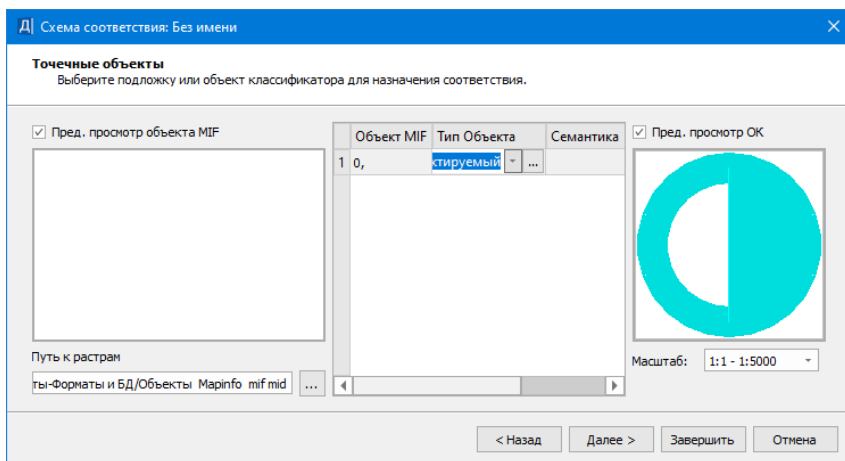 Схема соответствия: Без имени
Точечные объекты
Выберите подложку или объект классификатора для назначения соответствия.
Пред. просмотр объекта MIF
Объект MIF Тип Объекта Семантика
1 0, ктируемый ...
Пред. просмотр ОК
Путь к растрам
ты-Форматы и БД/Объекты Mapinfo mif mid ...
Масштаб: 1:1 - 1:5000
< Назад Далее > Завершить Отмена